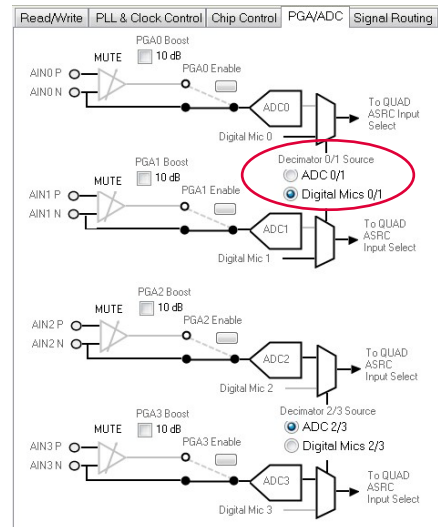 Read/Write PLL & Clock Control Chip Control PGA/ADC Signal Routing
PGA0 Boost
MUTE 10 dB
AIN0 P
PGA0 Enable
AIN0 N
ADC0
To QUAD
ASRC Input
Select
Digital Mic 0
Decimator 0/1 Source
ADC 0/1
Digital Mics 0/1
PGA1 Boost
MUTE 10 dB
AIN1 P
PGA1 Enable
AIN1 N
ADC1
To QUAD
ASRC
Input Select
Digital Mic 1
PGA2 Boost
MUTE 10 dB
AIN2 P
PGA2 Enable
AIN2 N
ADC2
To QUAD
ASRC
Input Select
Digital Mic 2
Decimator 2/3 Source
ADC 2/3
Digital Mics 2/3
PGA3 Boost
MUTE 10 dB
AIN3 P
PGA3 Enable
AIN3 N
ADC3
To QUAD
ASRC
Input Select
Digital Mic 3